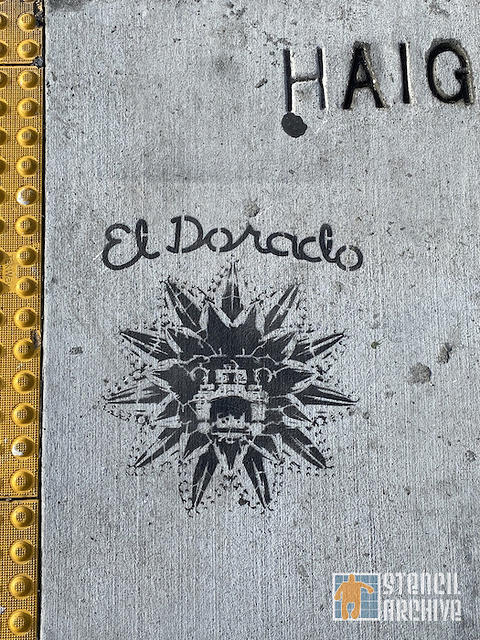 HAIG
El Dorado
STENCIL
ARCHIVE